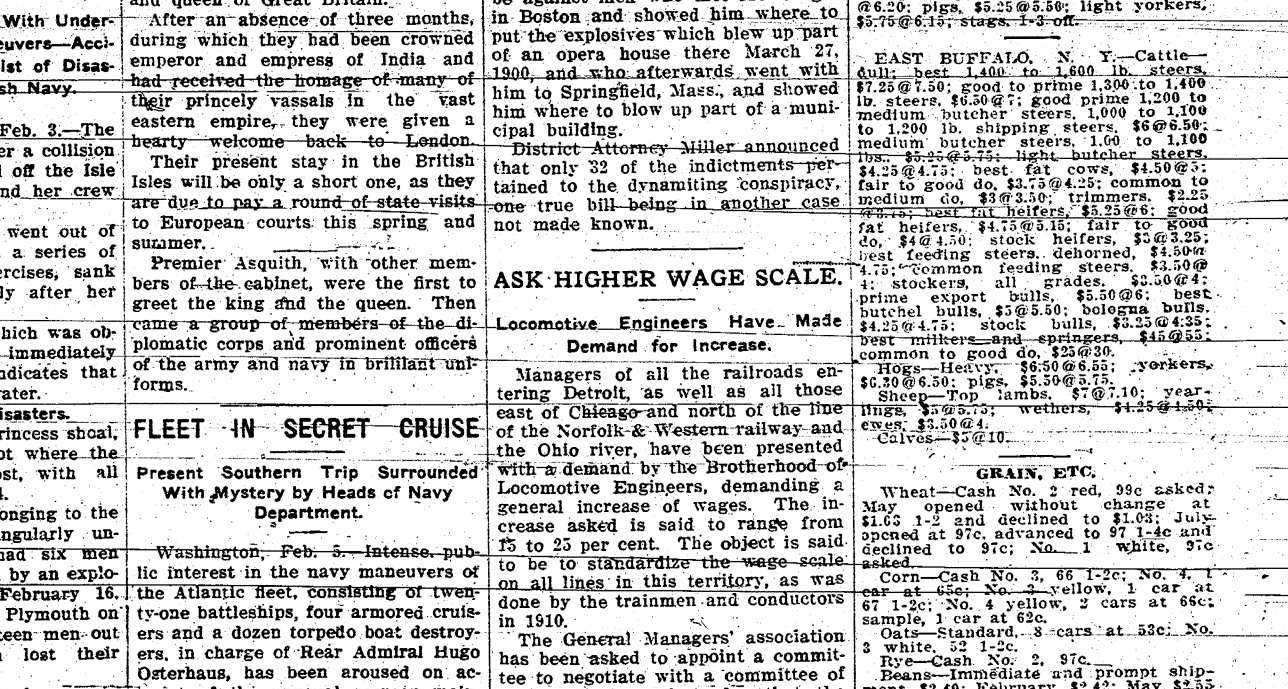 With Under-
euvers—Acci-
ist of Disas-
sh Navy.
Feb. 3.—The
er a collision
off the Isle
nd her crew
went out of
a series of
ercises, sank
ly after her
hich was ob-
immediately
ndicates that
rater.
isasters.
rincess shoal,
ot where the
ost, with all
onging to the
ngularly un-
had six men
by an explo-
February 16.
Plymouth on
teen men out
lost their
and queen of Great Britain.
After an absence of three months,
during which they had been crowned
emperor and empress of India and
had received the homage of many of
their princely vassals in the vast
eastern empire, they were given a
hearty welcome back to London.
Their present stay in the British
Isles will be only a short one, as they
are due to pay a round of state visits
to European courts this spring and
summer.
Premier Asquith, with other mem-
bers of the cabinet, were the first to
greet the king and the queen. Then
came a group of members of the di-
plomatic corps and prominent officers
of the army and navy in brililant uni-
forms.
FLEET IN SECRET CRUISE
Present Southern Trip Surrounded
With Mystery by Heads of Navy
Department.
Washington, Feb. 5.—Intense pub-
lic interest in the navy maneuvers of
the Atlantic fleet, consisting of twen-
ty-one battleships, four armored cruis-
ers and a dozen torpedo boat destroy-
ers, in charge of Rear Admiral Hugo
Osterhaus, has been aroused on ac-
in Boston and showed him where to
put the explosives which blew up part
of an opera house there March 27,
1900, and who afterwards went with
him to Springfield, Mass., and showed
him where to blow up part of a muni-
cipal building.
District Attorney Miller announced
that only 32 of the indictments per-
tained to the dynamiting conspiracy,
one true bill being in another case
not made known.
ASK HIGHER WAGE SCALE.
Locomotive Engineers Have Made
Demand for Increase.
Managers of all the railroads en-
tering Detroit, as well as all those
east of Chicago and north of the line
of the Norfolk & Western railway and
the Ohio river, have been presented
with a demand by the Brotherhood of
Locomotive Engineers, demanding a
general increase of wages. The in-
crease asked is said to range from
15 to 25 per cent. The object is said
to be to standardize the wage scale
on all lines in this territory, as was
done by the trainmen and conductors
in 1910.
The General Managers' association
has been asked to appoint a commit-
tee to negotiate with a committee of
@6.20; pigs, $5.25@5.50; light yorkers,
$5.75@6.15; stags, 1-3 off.
EAST BUFFALO, N. Y.—Cattle—
dull; best 1,400 to 1,600 lb. steers,
$7.25@7.50; good to prime 1,300 to 1,400
lb. steers, $6.50@7; good prime 1,200 to
medium butcher steers, 1,000 to 1,100
to 1,200 lb. shipping steers, $6@6.50;
medium butcher steers, 1,00 to 1,100
lbs., $5.25@5.75; light butcher steers,
$4.25@4.75; best fat cows, $4.50@5;
fair to good do, $3.75@4.25; common to
medium do, $3@3.50; trimmers, $2.25
best fat heifers, $5.25@6; good
fat heifers, $4.75@5.15; fair to good
do, $4@4.50; stock heifers, $3@3.25;
best feeding steers, dehorned, $4.50@
4.75; common feeding steers, $3.50@
4; stockers, all grades, $3.50@4;
prime export bulls, $5.50@6; best
butchel bulls, $5@5.50; bologna bulls,
$4.25@4.75; stock bulls, $3.25@4.35;
best milkers and springers, $45@55;
common to good do, $25@30.
Hogs—Heavy, $6.50@6.55; yorkers,
$6.30@6.50; pigs, $5.50@5.75.
Sheep—Top lambs, $7@7.10; year-
lings, $5@5.75; wethers, $4.25@4.50;
ewes, $3.50@4.
Calves—$5@10.
GRAIN, ETC.
Wheat—Cash No. 2 red, 99c asked;
May opened without change at
$1.03 1-2 and declined to $1.03; July
opened at 97c, advanced to 97 1-4c and
declined to 97c; No. 1 white, 97c
asked.
Corn—Cash No. 3, 66 1-2c; No. 4, 1
car at 65c; No. 3 yellow, 1 car at
67 1-2c; No. 4 yellow, 2 cars at 66c;
sample, 1 car at 62c.
Oats—Standard, 8 cars at 53c; No.
3 white, 52 1-2c.
Rye—Cash No. 2, 97c.
Beans—Immediate and prompt ship-